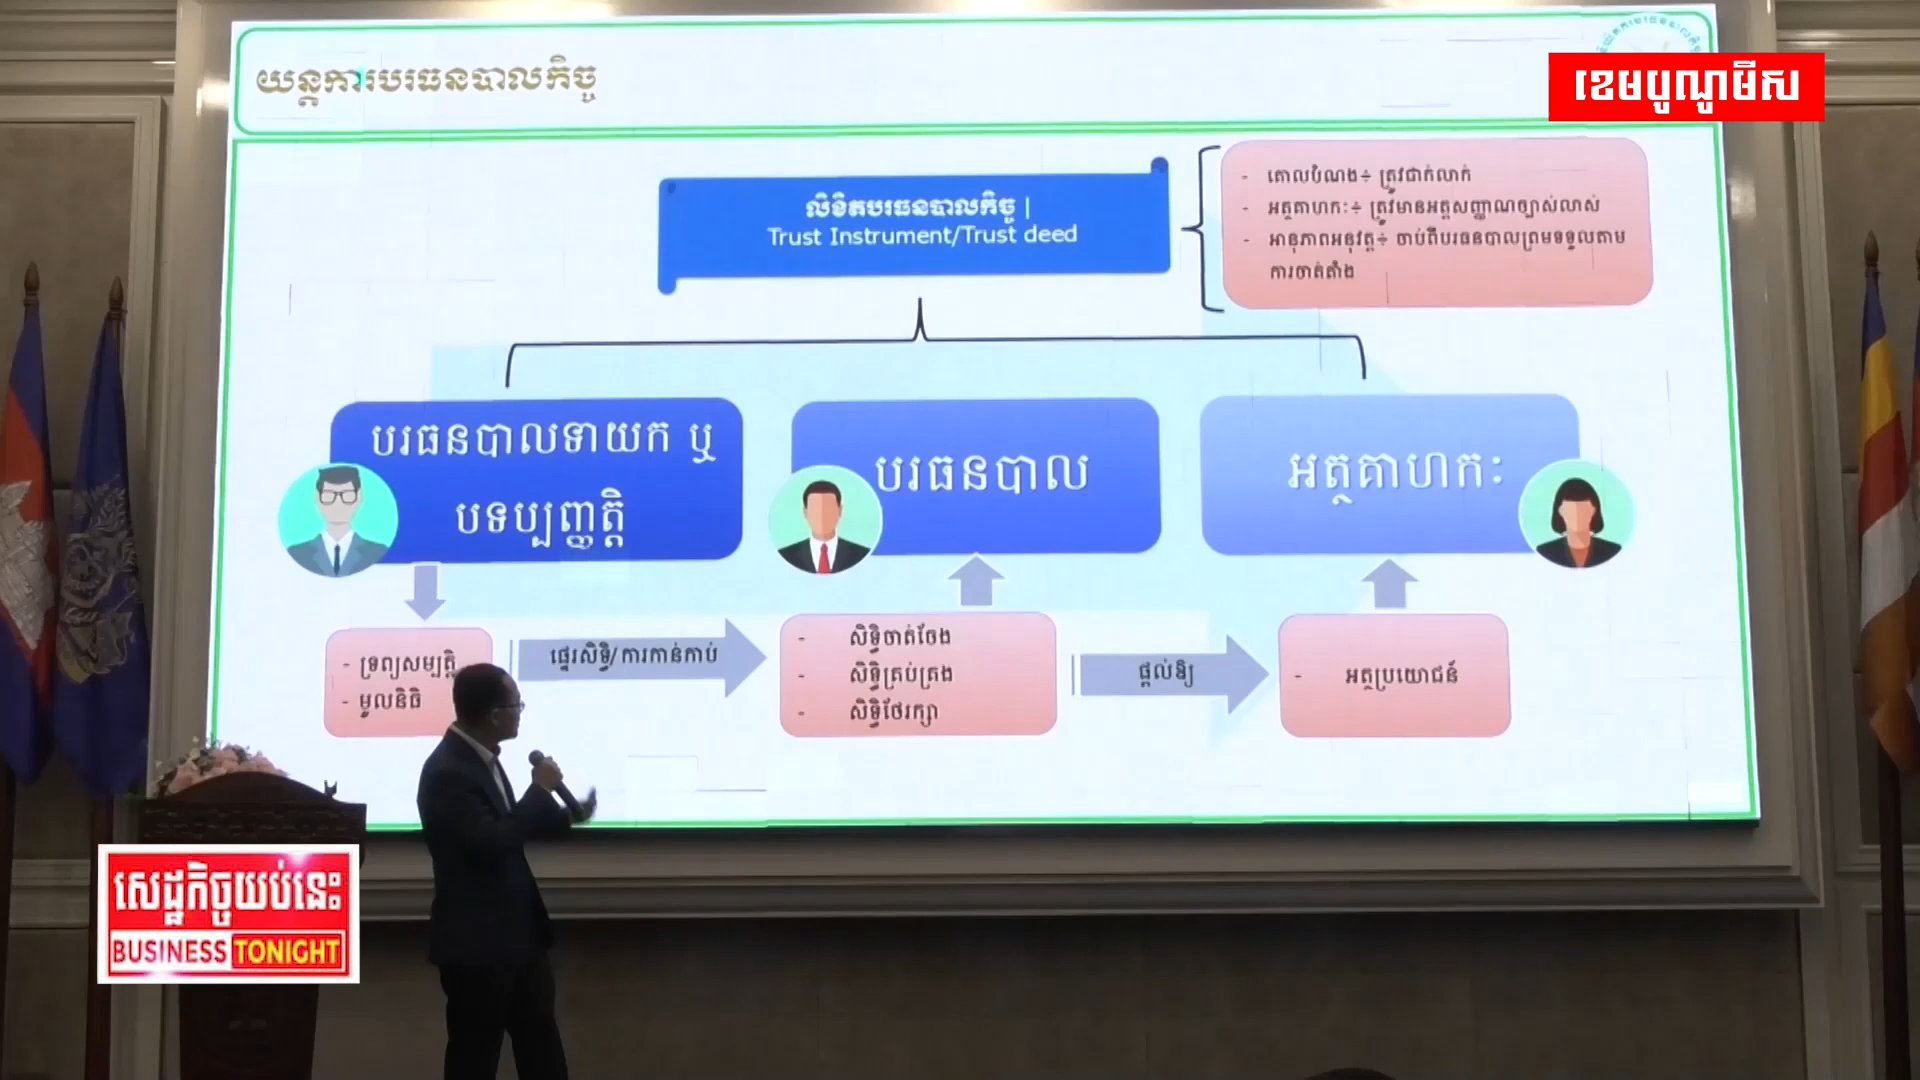 យន្តការបរធនបាលកិច្ច
ខេមបូណូមីស
លិខិតបរធនបាលកិច្ច |
Trust Instrument/Trust deed
- គោលបំណង÷ ត្រូវជាក់លាក់
- អត្ថគាហកៈ÷ ត្រូវមានអត្តសញ្ញាណច្បាស់លាស់
- អានុភាពអនុវត្ត÷ ចាប់ពីបរធនបាលព្រមទទួលតាម
ការចាត់តាំង
បរធនបាលទាយក ឬ
បទប្បញ្ញត្តិ
បរធនបាល
អត្ថគាហកៈ
- ទ្រព្យសម្បត្តិ
- មូលនិធិ
ផ្ទេរសិទ្ធិ/ការកាន់កាប់
- សិទ្ធិចាត់ចែង
- សិទ្ធិគ្រប់គ្រង
- សិទ្ធិថែរក្សា
ផ្តល់ឱ្យ
- អត្ថប្រយោជន៍
សេដ្ឋកិច្ចយប់នេះ
BUSINESS TONIGHT